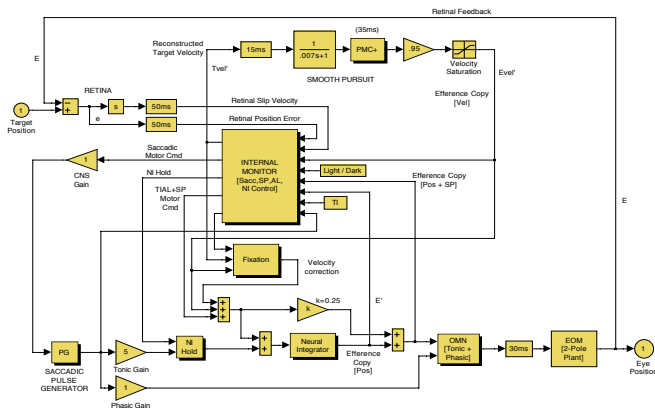 Retinal Feedback
Reconstructed
Target Velocity
Tvel'
15ms
1
.007s+1
SMOOTH PURSUIT
(35ms)
PMC+
.95
Velocity
Saturation
Evel'
E
RETINA
Efference Copy
[Vel]
1
Target
Position
s
50ms
Retinal Slip Velocity
e
50ms
Retinal Position Error
Saccadic
Motor Cmd
1
CNS
Gain
NI Hold
TIAL+SP
Motor
Cmd
INTERNAL
MONITOR
[Sacc,SP,AL,
NI Control]
Light / Dark
TI
Efference Copy
[Pos + SP]
E
Fixation
Velocity
correction
k=0.25
k
E'
PG
SACCADIC
PULSE
GENERATOR
5
Tonic Gain
NI
Hold
Neural
Integrator
Efference
Copy
[Pos]
OMN
[Tonic +
Phasic]
30ms
EOM
[2-Pole
Plant]
1
Eye
Position
1
Phasic Gain